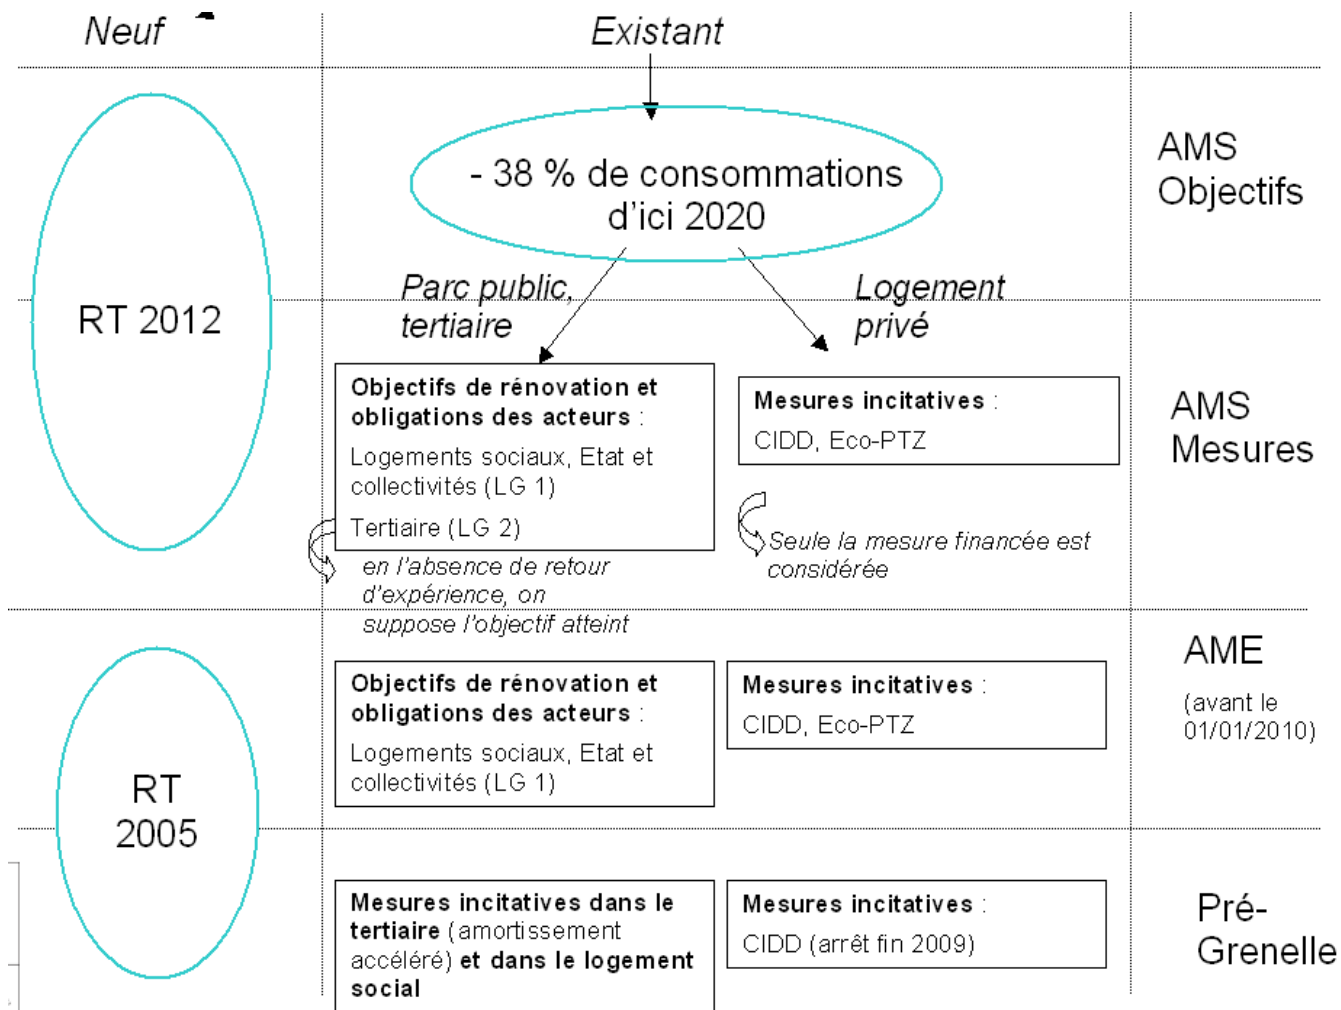 Neuf
Existant
- 38 % de consommations
d'ici 2020
AMS
Objectifs
RT 2012
Parc public,
tertiaire
Logement
privé
Objectifs de rénovation et
obligations des acteurs :
Logements sociaux, Etat et
collectivités (LG 1)
Tertiaire (LG 2)
en l'absence de retour
d'expérience, on
suppose l'objectif atteint
Mesures incitatives :
CIDD, Eco-PTZ
Seule la mesure financée est
considérée
AMS
Mesures
RT
2005
Objectifs de rénovation et
obligations des acteurs :
Logements sociaux, Etat et
collectivités (LG 1)
Mesures incitatives :
CIDD, Eco-PTZ
AME
(avant le
01/01/2010)
Mesures incitatives dans le
tertiaire (amortissement
accéléré) et dans le logement
social
Mesures incitatives :
CIDD (arrêt fin 2009)
Pré-
Grenelle